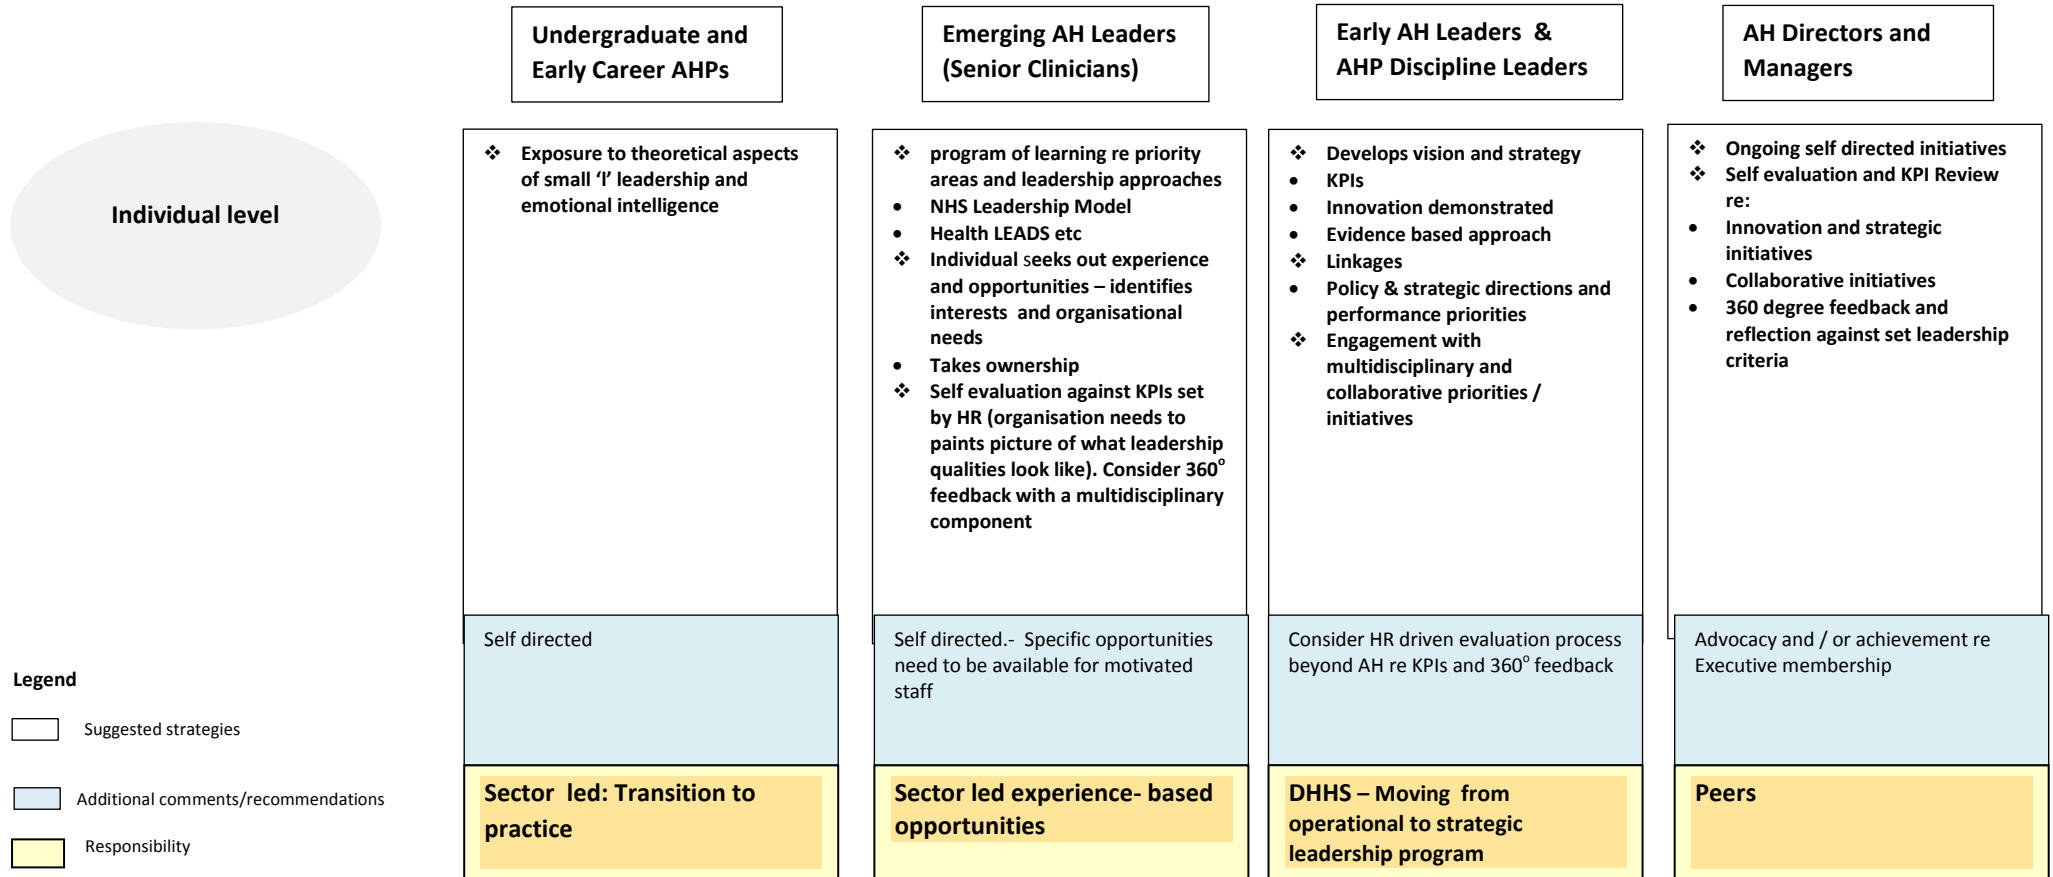 Undergraduate and
Early Career AHPs
Emerging AH Leaders
(Senior Clinicians)
Early AH Leaders &
AHP Discipline Leaders
AH Directors and
Managers
Individual level
❖ Exposure to theoretical aspects
of small ‘l’ leadership and
emotional intelligence
❖ program of learning re priority
areas and leadership approaches
• NHS Leadership Model
• Health LEADS etc
❖ Individual seeks out experience
and opportunities – identifies
interests and organisational
needs
• Takes ownership
❖ Self evaluation against KPIs set
by HR (organisation needs to
paints picture of what leadership
qualities look like). Consider 360°
feedback with a multidisciplinary
component
❖ Develops vision and strategy
• KPIs
• Innovation demonstrated
• Evidence based approach
❖ Linkages
• Policy & strategic directions and
performance priorities
❖ Engagement with
multidisciplinary and
collaborative priorities /
initiatives
❖ Ongoing self directed initiatives
❖ Self evaluation and KPI Review
re:
• Innovation and strategic
initiatives
• Collaborative initiatives
• 360 degree feedback and
reflection against set leadership
criteria
Self directed
Self directed.- Specific opportunities
need to be available for motivated
staff
Consider HR driven evaluation process
beyond AH re KPIs and 360° feedback
Advocacy and / or achievement re
Executive membership
Legend
Suggested strategies
Additional comments/recommendations
Responsibility
Sector led: Transition to
practice
Sector led experience- based
opportunities
DHHS – Moving from
operational to strategic
leadership program
Peers